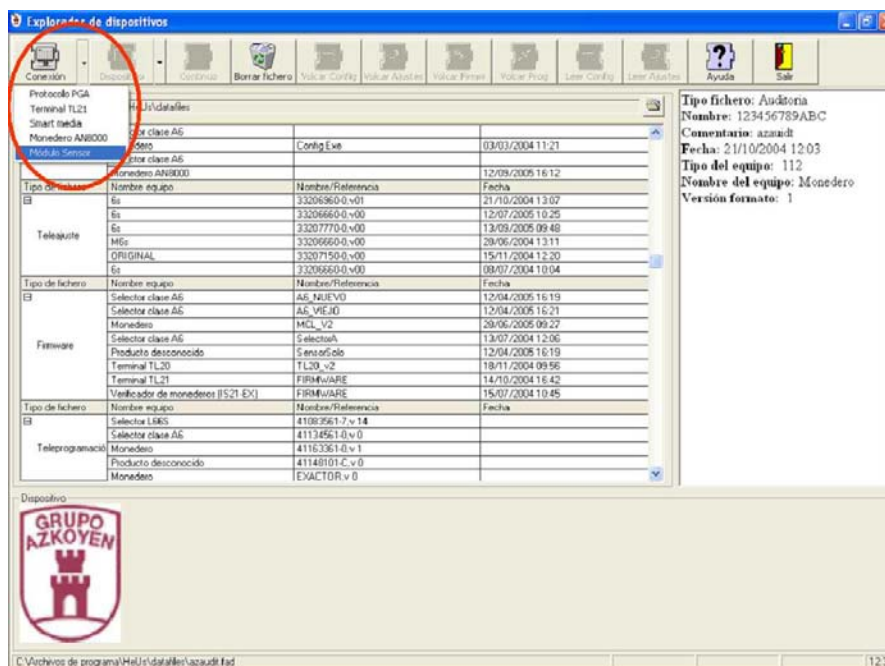 Explorador de dispositivos
Conexión
Continua
Borrar fichero
Volcar Config
Volcar Ajustes
Volcar Firmw
Volcar Prog
Leer Config
Leer Ajustes
Ayuda
Salir
Protocolo PGA
Terminal TL21
Smart media
Monedero AN8000
Módulo Sensor
HeUs\datafiles
clase A6
Config Exe 03/03/2004 11:21
clase A6
Monedero AN8000 12/09/2005 16:12
Tipo de fichero Nombre equipo Nombre/Referencia Fecha
Teleajuste
6s 33206960-0,v01 21/10/2004 13:07
6s 33206660-0,v00 12/07/2005 10:25
6s 33207770-0,v00 13/09/2005 09:48
M6s 33206660-0,v00 28/06/2004 13:11
ORIGINAL 33207150-0,v00 15/11/2004 12:20
6s 33206660-0,v00 08/07/2004 10:04
Tipo de fichero Nombre equipo Nombre/Referencia Fecha
Firmware
Selector clase A6 A6_NUEVO 12/04/2005 16:19
Selector clase A6 A6_VIEJO 12/04/2005 16:21
Monedero MCL_V2 28/06/2005 09:27
Selector clase A6 SelectorA 13/07/2004 12:06
Producto desconocido SensorSolo 12/04/2005 16:19
Terminal TL20 TL20_v2 18/11/2004 09:56
Terminal TL21 FIRMWARE 14/10/2004 16:42
Verificador de monederos (IS21-EX) FIRMWARE 15/07/2004 10:45
Tipo de fichero Nombre equipo Nombre/Referencia Fecha
Teleprogramació
Selector L66S 41083561-7,v 14
Selector clase A6 41134561-0,v 0
Monedero 41163361-0,v 1
Producto desconocido 41148101-C,v 0
Monedero EXACTOR,v 0
Tipo fichero: Auditoria
Nombre: 123456789ABC
Comentario: azaudt
Fecha: 21/10/2004 12:03
Tipo del equipo: 112
Nombre del equipo: Monedero
Versión formato: 1
Dispositivo
GRUPO
AZKOYEN
C:\Archivos de programa\HeUs\datafiles\azaudit.fad